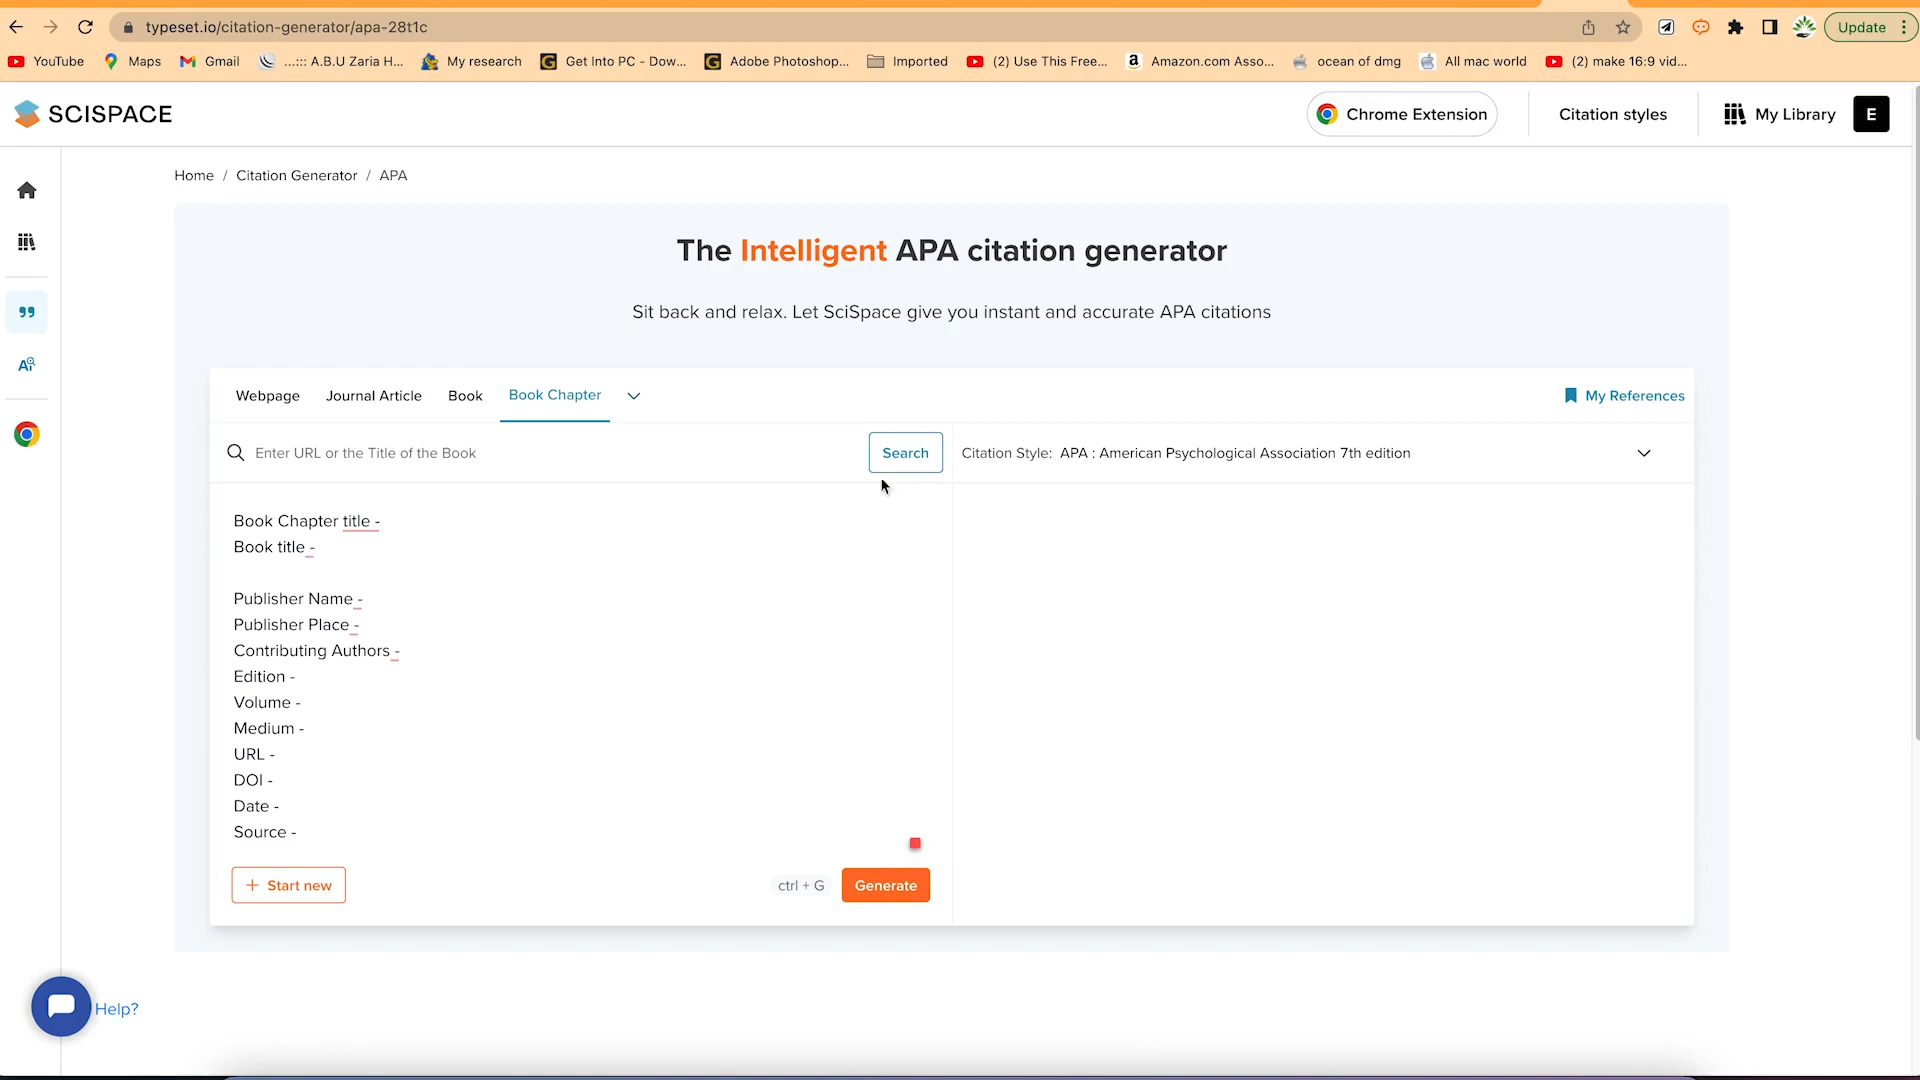 typeset.io/citation-generator/apa-28t1c
Update
YouTube
Maps
Gmail
...::: A.B.U Zaria H...
My research
Get Into PC - Dow...
Adobe Photoshop...
Imported
(2) Use This Free...
Amazon.com Asso...
ocean of dmg
All mac world
(2) make 16:9 vid...
SCISPACE
Chrome Extension
Citation styles
My Library
E
Home / Citation Generator / APA
The Intelligent APA citation generator
Sit back and relax. Let SciSpace give you instant and accurate APA citations
Webpage
Journal Article
Book
Book Chapter
My References
Enter URL or the Title of the Book
Search
Citation Style: APA : American Psychological Association 7th edition
Book Chapter title -
Book title -
Publisher Name -
Publisher Place -
Contributing Authors -
Edition -
Volume -
Medium -
URL -
DOI -
Date -
Source -
+ Start new
ctrl + G
Generate
Help?